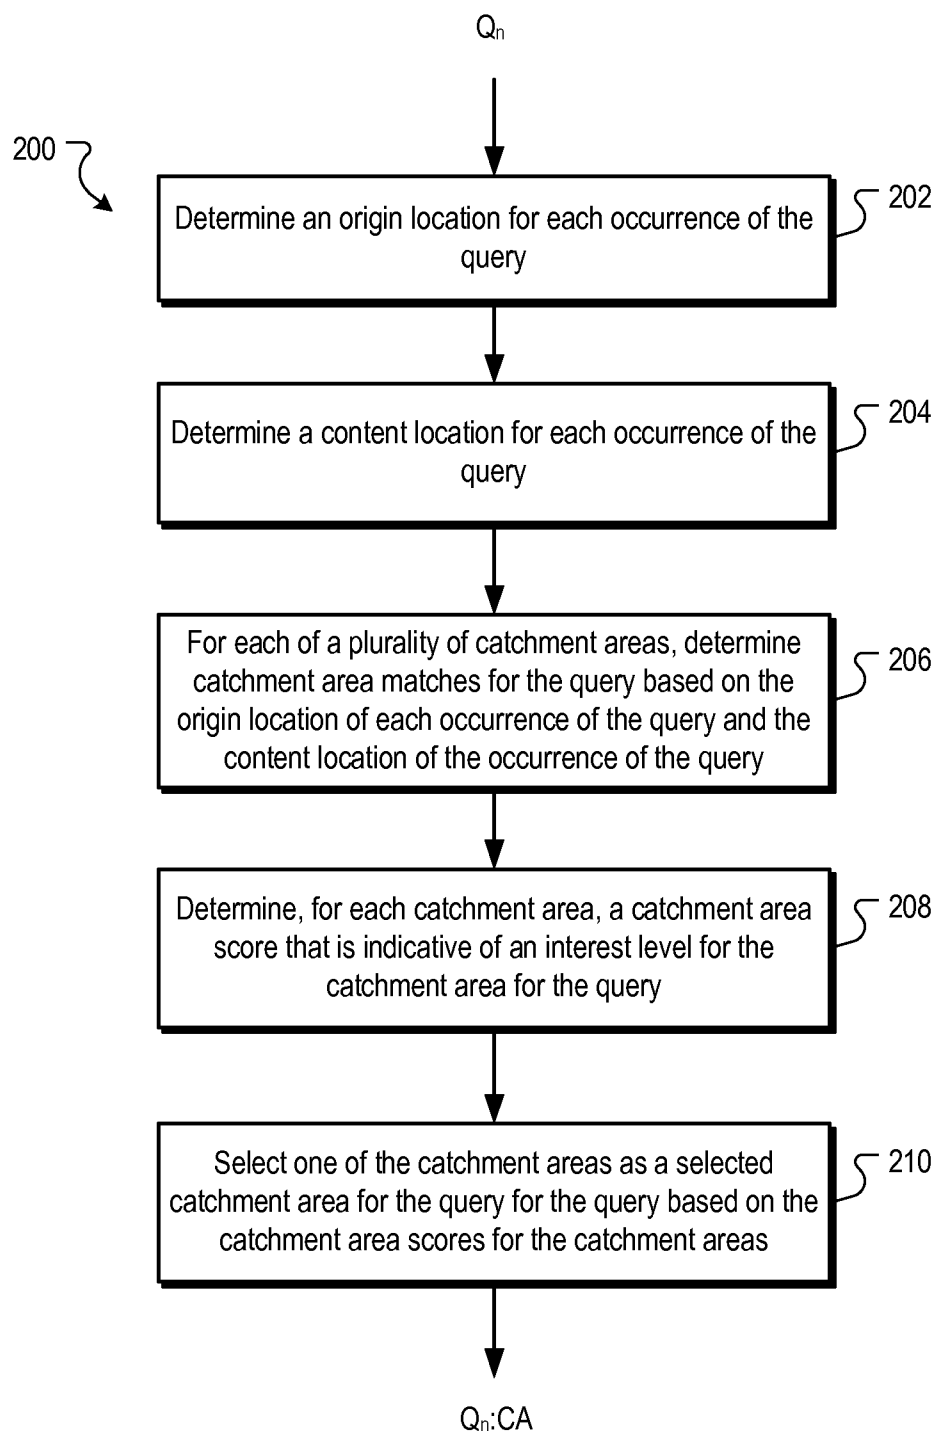 Qn
200
Determine an origin location for each occurrence of the
query
202
Determine a content location for each occurrence of the
query
204
For each of a plurality of catchment areas, determine
catchment area matches for the query based on the
origin location of each occurrence of the query and the
content location of the occurrence of the query
206
Determine, for each catchment area, a catchment area
score that is indicative of an interest level for the
catchment area for the query
208
Select one of the catchment areas as a selected
catchment area for the query for the query based on the
catchment area scores for the catchment areas
210
Qn:CA